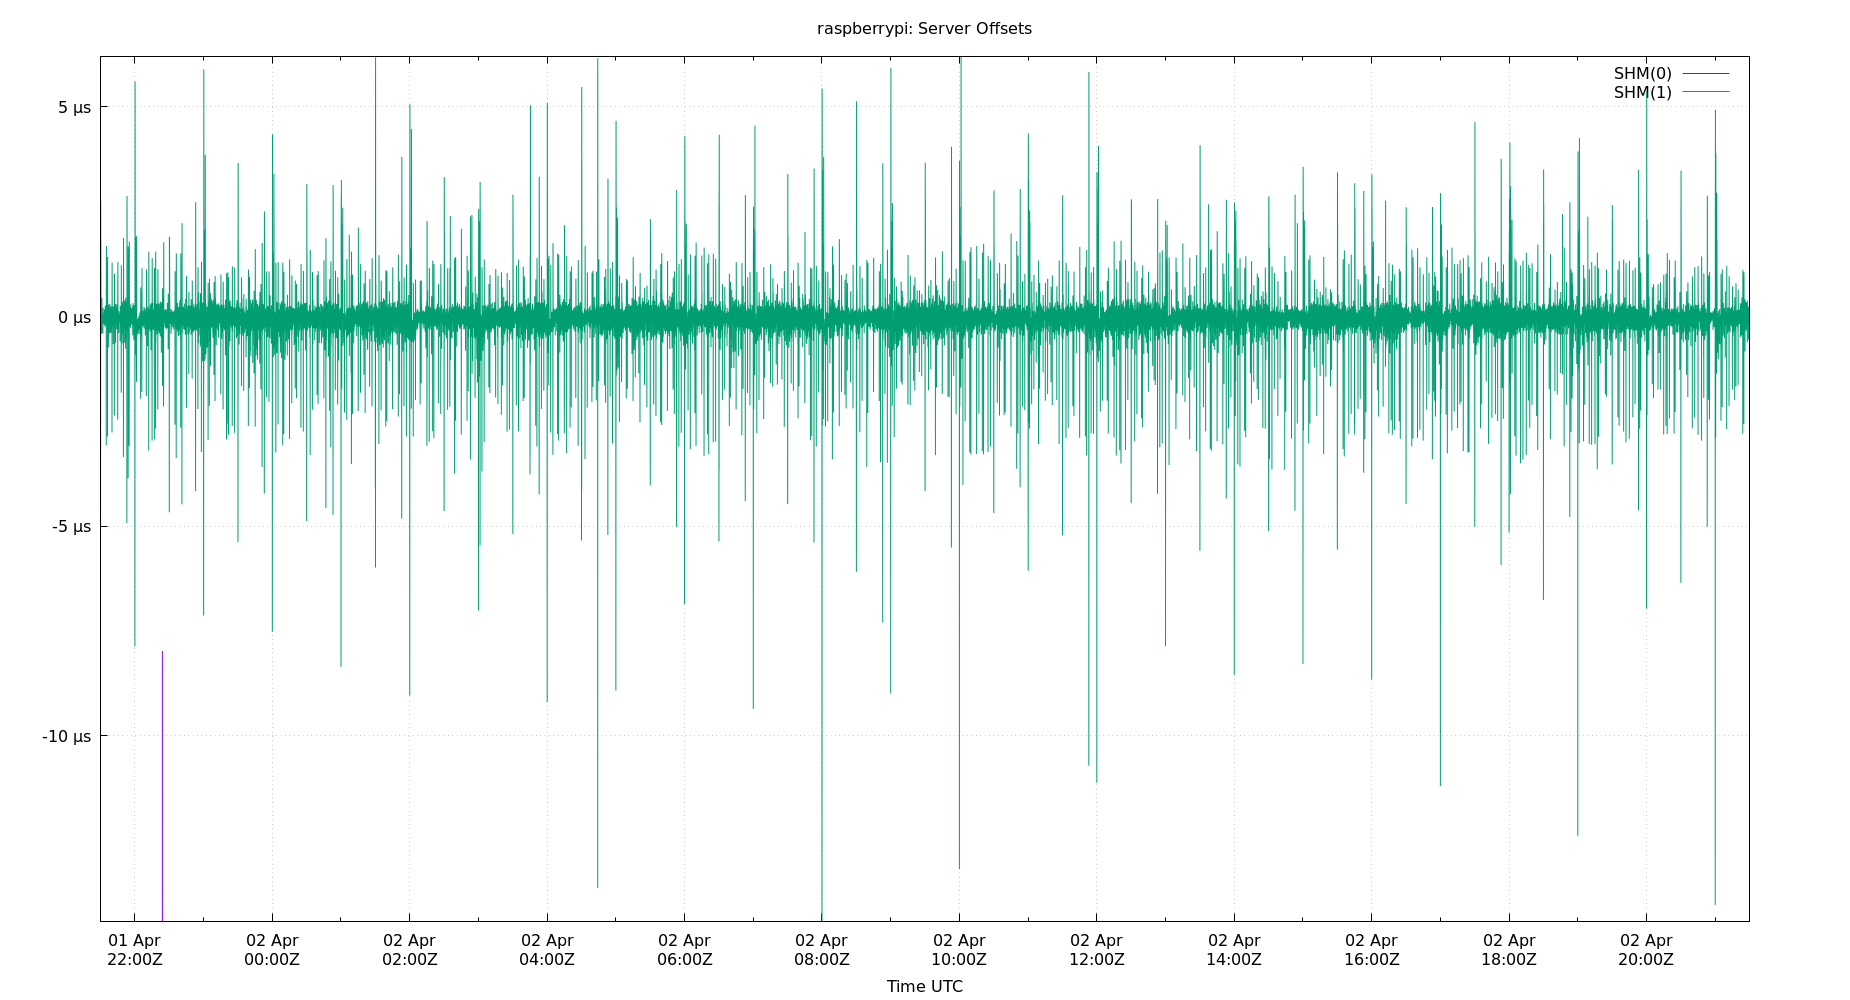 raspberrypi: Server Offsets
SHM(0)
SHM(1)
5 µs
0 µs
-5 µs
-10 µs
01 Apr 02 Apr 02 Apr 02 Apr 02 Apr 02 Apr 02 Apr 02 Apr 02 Apr 02 Apr 02 Apr 02 Apr
22:00Z 00:00Z 02:00Z 04:00Z 06:00Z 08:00Z 10:00Z 12:00Z 14:00Z 16:00Z 18:00Z 20:00Z
Time UTC